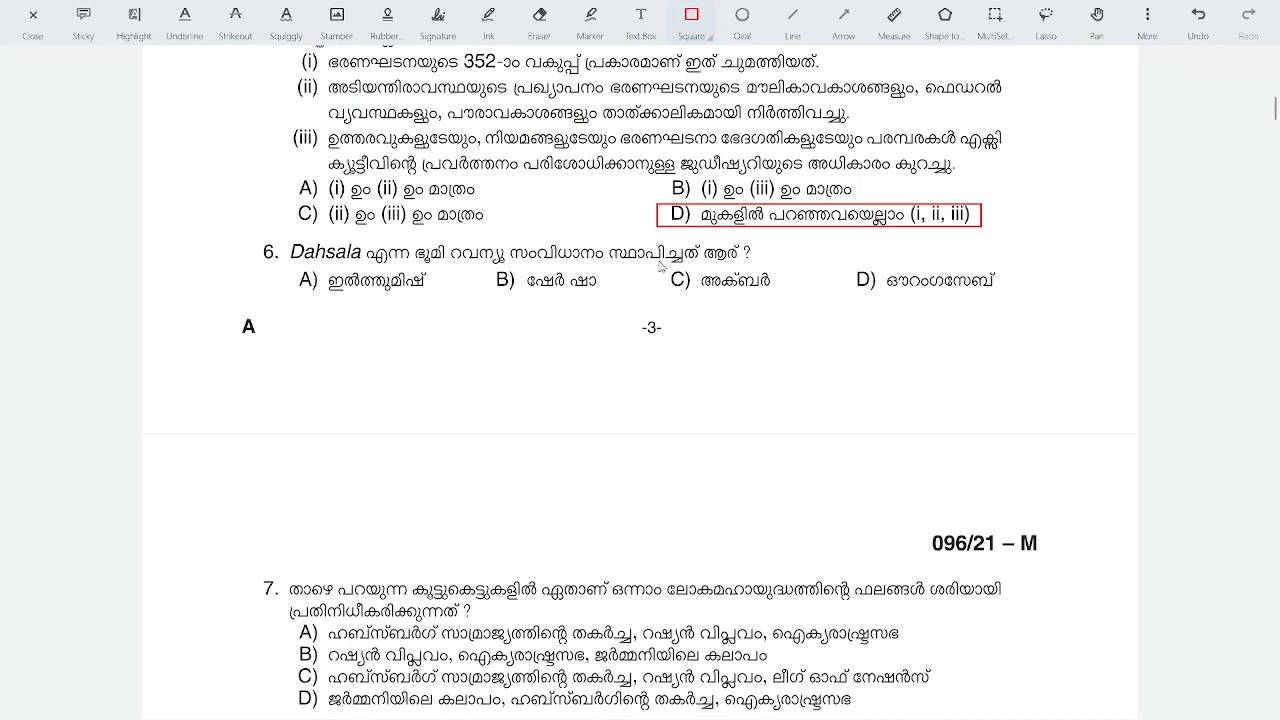 Close Sticky Highlight Underline Strikeout Squiggly Stamper Rubber... Signature Ink Eraser Marker Text Box Square Oval Line Arrow Measure Shape to... MultiSel... Lasso Pan More Undo Redo
(i) ഭരണഘടനയുടെ 352-ാം വകുപ്പ് പ്രകാരമാണ് ഇത് ചുമത്തിയത്.
(ii) അടിയന്തിരാവസ്ഥയുടെ പ്രഖ്യാപനം ഭരണഘടനയുടെ മൗലികാവകാശങ്ങളും, ഫെഡറൽ
വ്യവസ്ഥകളും, പൗരാവകാശങ്ങളും താത്ക്കാലികമായി നിർത്തിവച്ചു.
(iii) ഉത്തരവുകളുടേയും, നിയമങ്ങളുടേയും ഭരണഘടനാ ഭേദഗതികളുടേയും പരമ്പരകൾ എക്സി
ക്യൂട്ടീവിന്റെ പ്രവർത്തനം പരിശോധിക്കാനുള്ള ജുഡീഷ്യറിയുടെ അധികാരം കുറച്ചു.
A) (i) ഉം (ii) ഉം മാത്രം B) (i) ഉം (iii) ഉം മാത്രം
C) (ii) ഉം (iii) ഉം മാത്രം D) മുകളിൽ പറഞ്ഞവയെല്ലാം (i, ii, iii)
6. Dahsala എന്ന ഭൂമി റവന്യൂ സംവിധാനം സ്ഥാപിച്ചത് ആര് ?
A) ഇൽത്തുമിഷ് B) ഷേർ ഷാ C) അക്ബർ D) ഔറംഗസേബ്
A -3-
096/21 – M
7. താഴെ പറയുന്ന കൂട്ടുകെട്ടുകളിൽ ഏതാണ് ഒന്നാം ലോകമഹായുദ്ധത്തിന്റെ ഫലങ്ങൾ ശരിയായി
പ്രതിനിധീകരിക്കുന്നത് ?
A) ഹബ്സ്ബർഗ് സാമ്രാജ്യത്തിന്റെ തകർച്ച, റഷ്യൻ വിപ്ലവം, ഐക്യരാഷ്ട്രസഭ
B) റഷ്യൻ വിപ്ലവം, ഐക്യരാഷ്ട്രസഭ, ജർമ്മനിയിലെ കലാപം
C) ഹബ്സ്ബർഗ് സാമ്രാജ്യത്തിന്റെ തകർച്ച, റഷ്യൻ വിപ്ലവം, ലീഗ് ഓഫ് നേഷൻസ്
D) ജർമ്മനിയിലെ കലാപം, ഹബ്സ്ബർഗിന്റെ തകർച്ച, ഐക്യരാഷ്ട്രസഭ